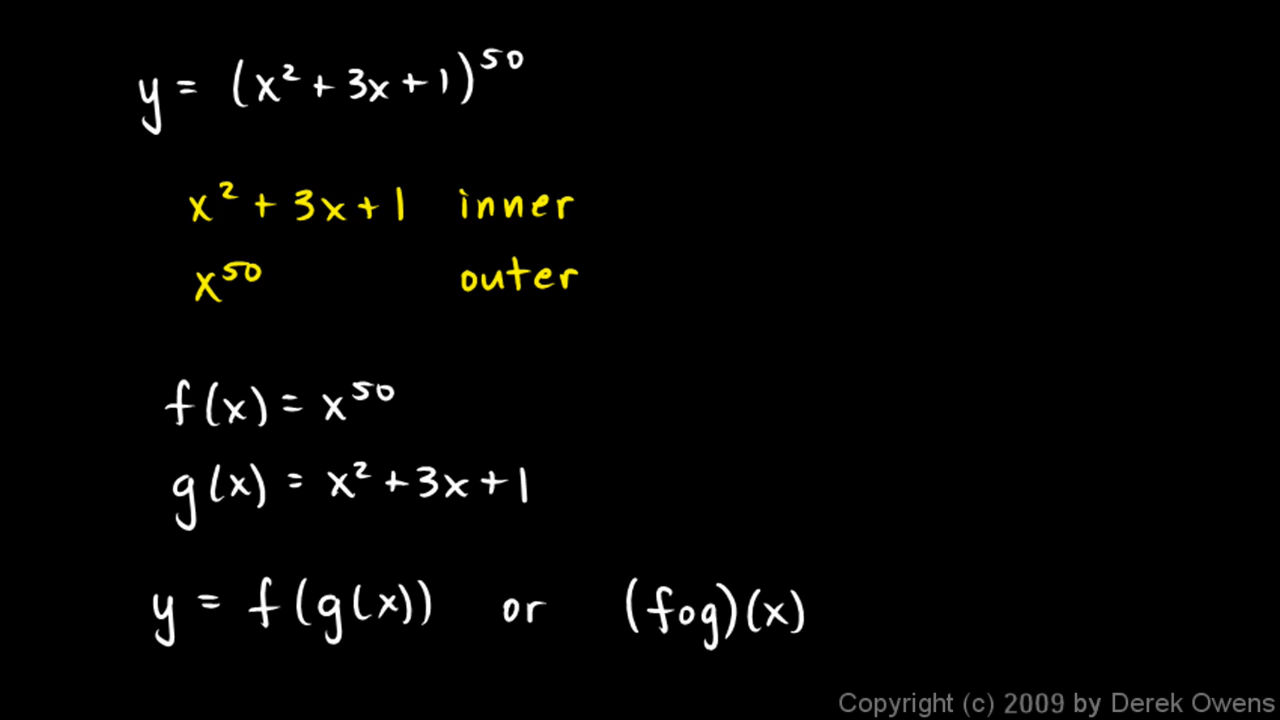 y = (x² + 3x + 1)⁵⁰
x² + 3x + 1 inner
x⁵⁰ outer
f(x) = x⁵⁰
g(x) = x² + 3x + 1
y = f(g(x)) or (fog)(x)
Copyright (c) 2009 by Derek Owens